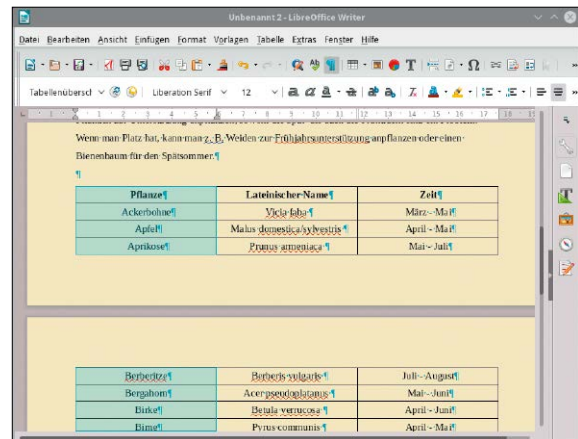 Unbenannt 2 - LibreOffice Writer
Datei Bearbeiten Ansicht Einfügen Format Vorlagen Tabelle Extras Fenster Hilfe
Tabellenüberscl Liberation Serif 12
Wenn man Platz hat, kann man z. B. Weiden zur Frühjahrsunterstützung anpflanzen oder einen
Bienenbaum für den Spätsommer.¶
¶
Pflanze¶ Lateinischer Name¶ Zeit¶
Ackerbohne¶ Vicia faba ¶ März - Mai¶
Apfel¶ Malus domestica/sylvestris ¶ April - Mai¶
Aprikose¶ Prunus armeniaca ¶ Mai - Juli¶
Berberitze¶ Berberis vulgaris ¶ Juli - August¶
Bergahorn¶ Acer pseudoplatanus ¶ Mai - Juni¶
Birke¶ Betula verrucosa ¶ April - Juni¶
Birne¶ Pyrus communis ¶ April - Mai¶